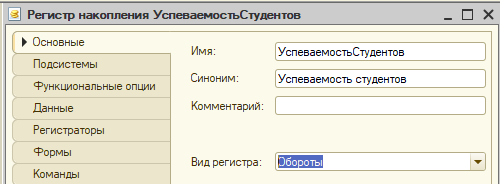 Регистр накопления УспеваемостьСтудентов
Основные
Подсистемы
Функциональные опции
Данные
Регистраторы
Формы
Команды
Имя: УспеваемостьСтудентов
Синоним: Успеваемость студентов
Комментарий:
Вид регистра: Обороты